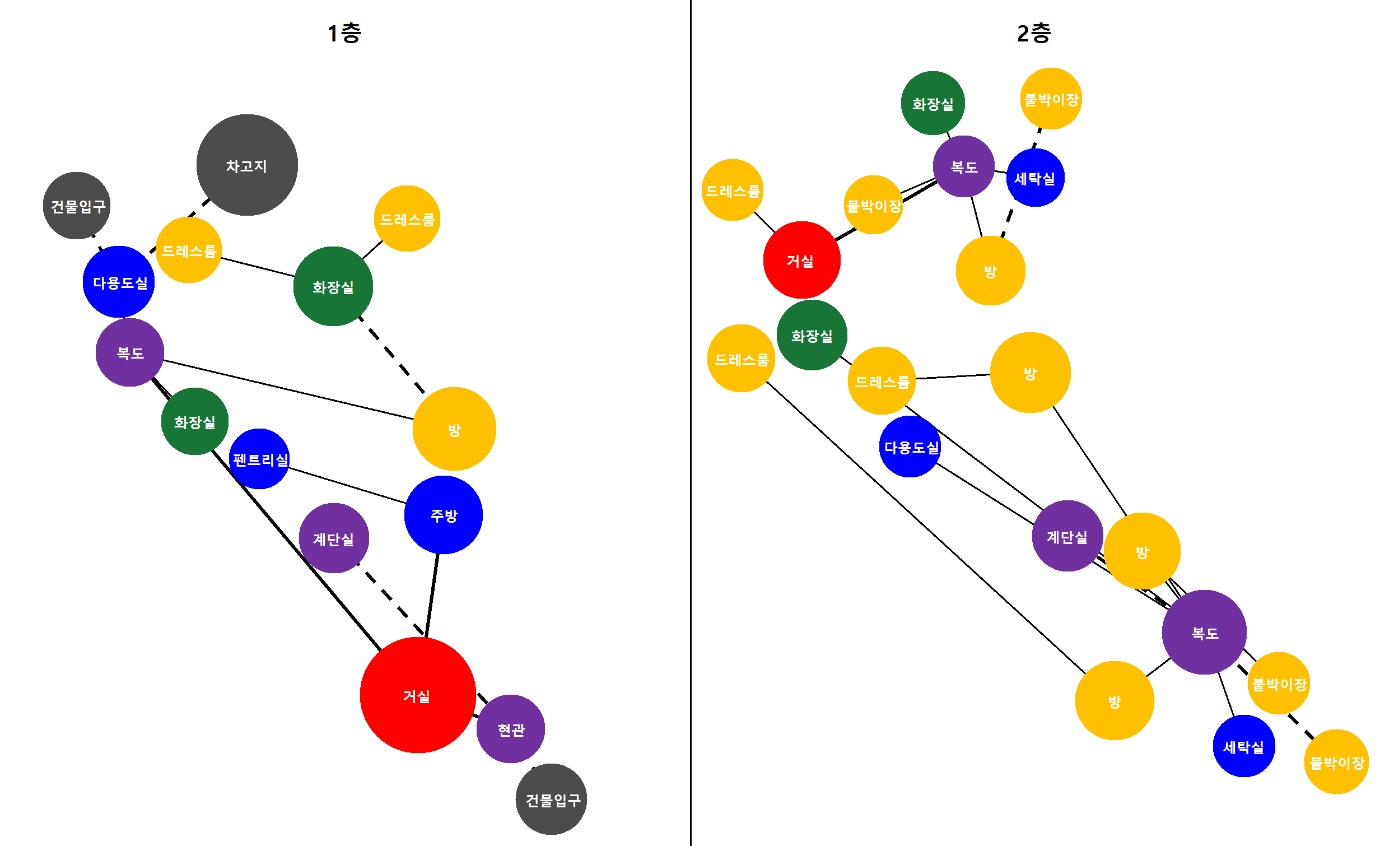 1층
차고지
건물입구
드레스룸
드레스룸
다용도실
화장실
복도
화장실
방
펜트리실
주방
계단실
거실
현관
건물입구
2층
화장실
붙박이장
복도
세탁실
드레스룸
붙박이장
거실
방
화장실
드레스룸
드레스룸
방
다용도실
계단실
방
복도
방
붙박이장
세탁실
붙박이장